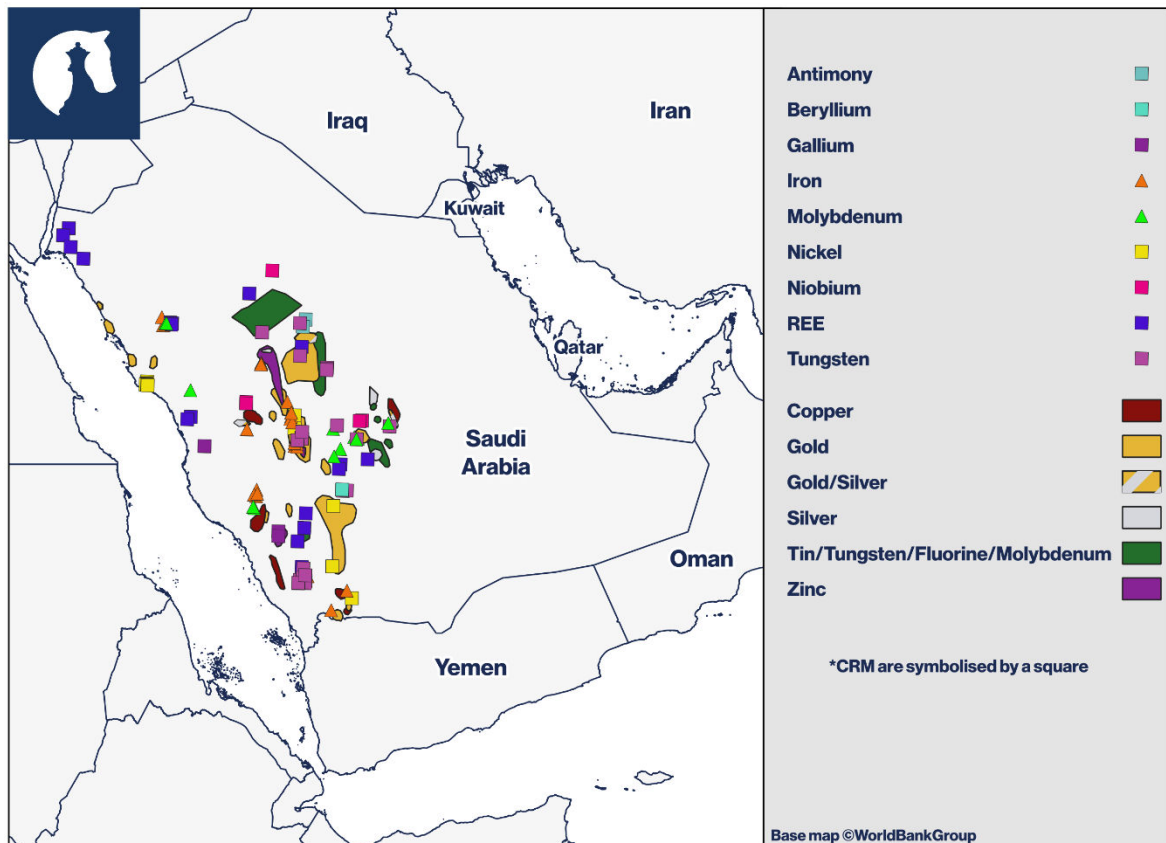 Iraq
Iran
Kuwait
Qatar
Saudi
Arabia
Oman
Yemen
Antimony
Beryllium
Gallium
Iron
Molybdenum
Nickel
Niobium
REE
Tungsten
Copper
Gold
Gold/Silver
Silver
Tin/Tungsten/Fluorine/Molybdenum
Zinc
*CRM are symbolised by a square
Base map ©WorldBankGroup